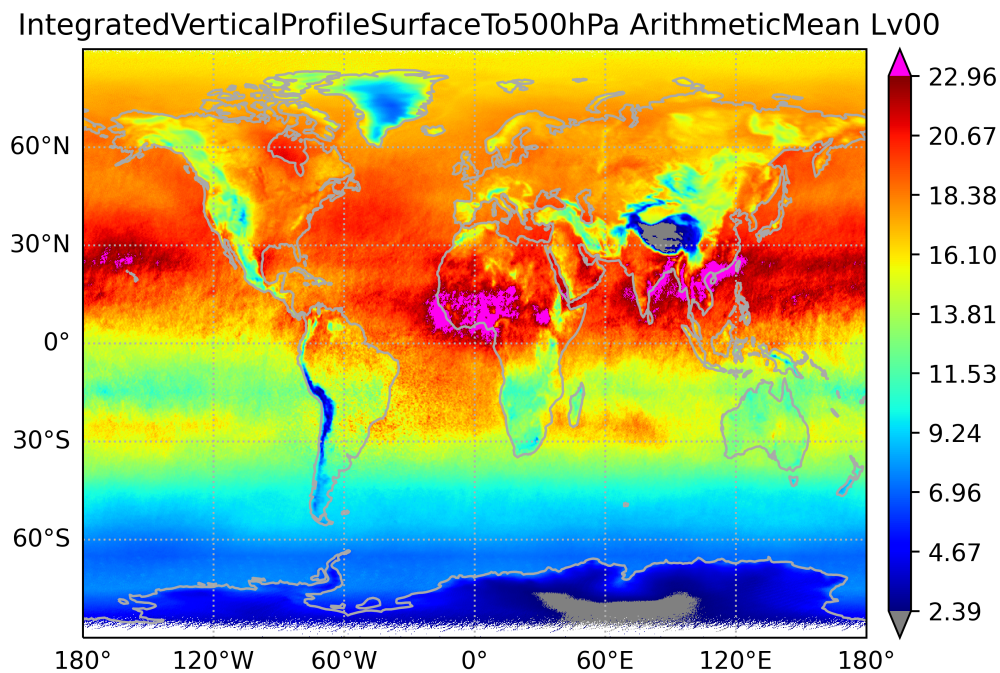 IntegratedVerticalProfileSurfaceTo500hPa ArithmeticMean Lv00
22.96
20.67
18.38
16.10
13.81
11.53
9.24
6.96
4.67
2.39
60°N
30°N
0°
30°S
60°S
180° 120°W 60°W 0° 60°E 120°E 180°